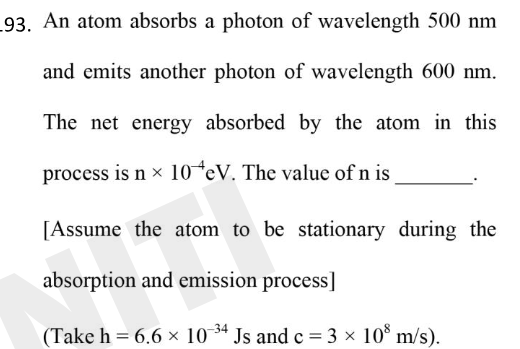 193. An atom absorbs a photon of wavelength 500 nm
and emits another photon of wavelength 600 nm.
The net energy absorbed by the atom in this
process is n × 10⁻⁴eV. The value of n is ________.
[Assume the atom to be stationary during the
absorption and emission process]
(Take h = 6.6 × 10⁻³⁴ Js and c = 3 × 10⁸ m/s).
NITI